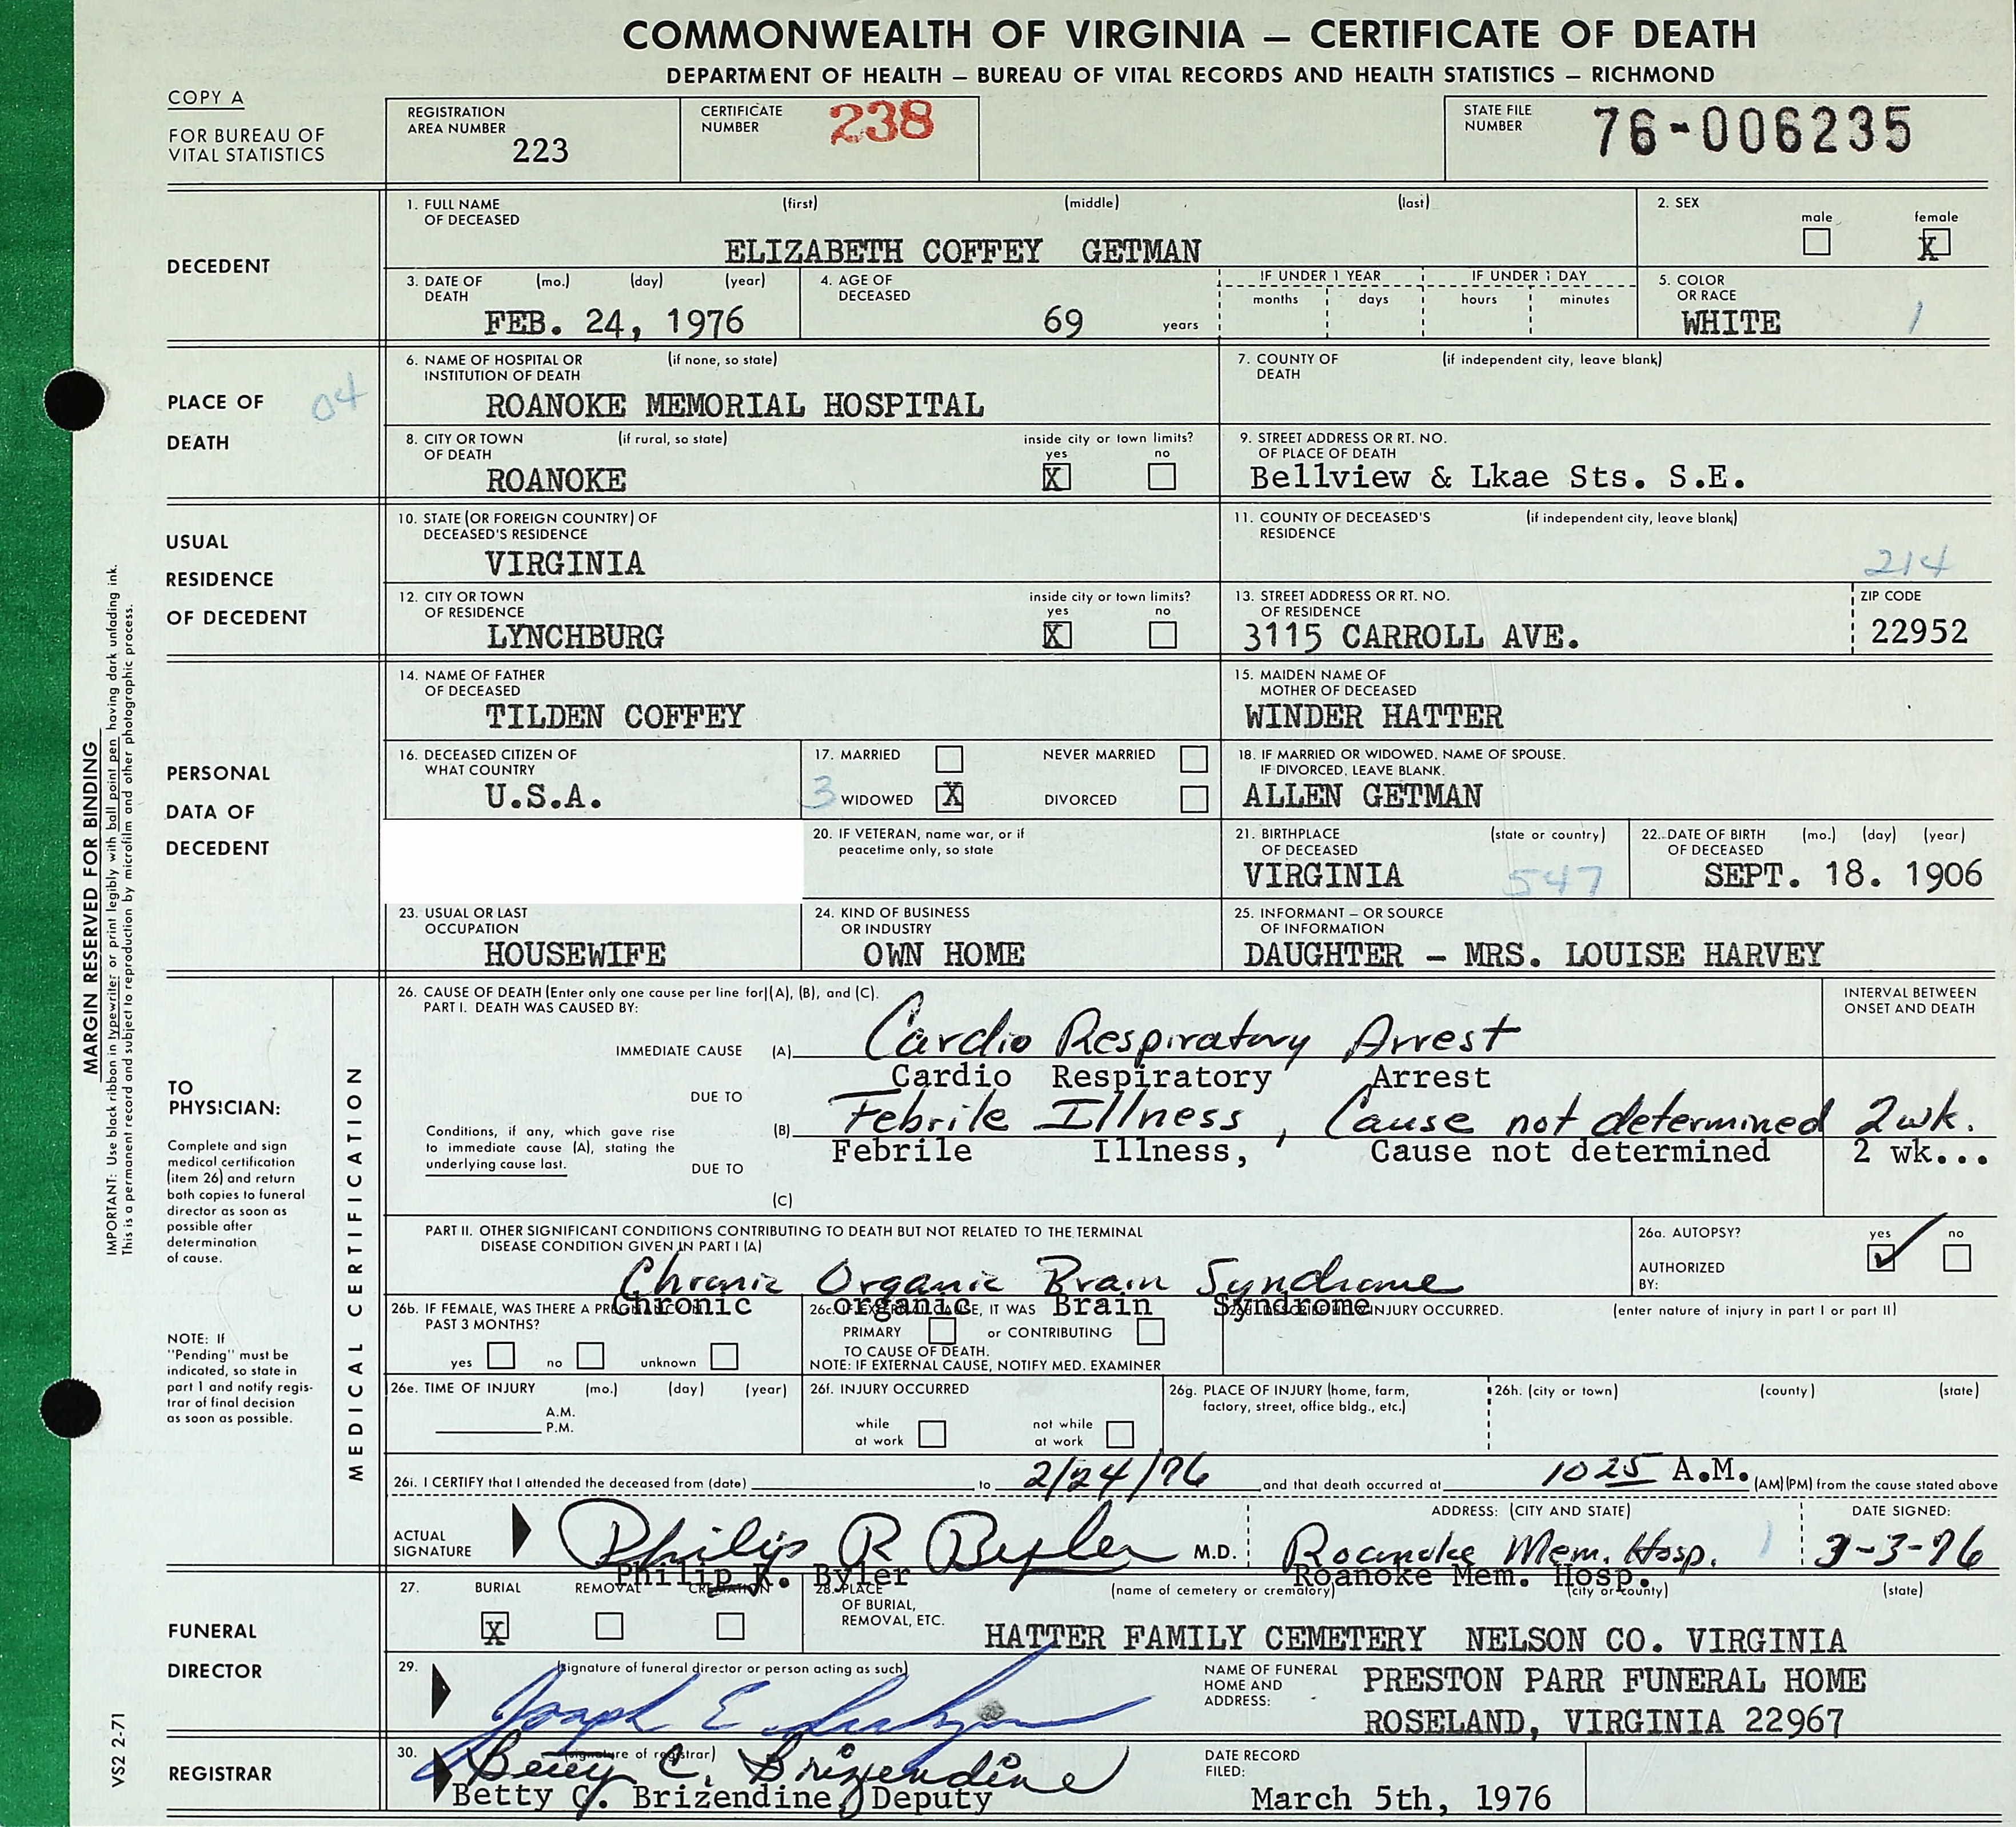 COMMONWEALTH OF VIRGINIA — CERTIFICATE OF DEATH
DEPARTMENT OF HEALTH — BUREAU OF VITAL RECORDS AND HEALTH STATISTICS — RICHMOND
COPY A
FOR BUREAU OF
VITAL STATISTICS
REGISTRATION
AREA NUMBER
223
CERTIFICATE
NUMBER
238
STATE FILE
NUMBER
76-006235
DECEDENT
1. FULL NAME (first) (middle) (last)
OF DECEASED
ELIZABETH COFFEY GETMAN
2. SEX
male female
X
3. DATE OF (mo.) (day) (year)
DEATH
FEB. 24, 1976
4. AGE OF
DECEASED
69 years
IF UNDER 1 YEAR IF UNDER 1 DAY
months days hours minutes
5. COLOR
OR RACE
WHITE 1
PLACE OF
DEATH
04
6. NAME OF HOSPITAL OR (if none, so state)
INSTITUTION OF DEATH
ROANOKE MEMORIAL HOSPITAL
7. COUNTY OF (if independent city, leave blank)
DEATH
8. CITY OR TOWN (if rural, so state) inside city or town limits?
OF DEATH yes no
ROANOKE X
9. STREET ADDRESS OR RT. NO.
OF PLACE OF DEATH
Bellview & Lkae Sts. S.E.
USUAL
RESIDENCE
OF DECEDENT
10. STATE (OR FOREIGN COUNTRY) OF
DECEASED'S RESIDENCE
VIRGINIA
11. COUNTY OF DECEASED'S (if independent city, leave blank)
RESIDENCE
214
12. CITY OR TOWN inside city or town limits?
OF RESIDENCE yes no
LYNCHBURG X
13. STREET ADDRESS OR RT. NO.
OF RESIDENCE
3115 CARROLL AVE.
ZIP CODE
22952
PERSONAL
DATA OF
DECEDENT
14. NAME OF FATHER
OF DECEASED
TILDEN COFFEY
15. MAIDEN NAME OF
MOTHER OF DECEASED
WINDER HATTER
16. DECEASED CITIZEN OF
WHAT COUNTRY
U.S.A.
17. MARRIED NEVER MARRIED
3 WIDOWED X DIVORCED
18. IF MARRIED OR WIDOWED, NAME OF SPOUSE.
IF DIVORCED, LEAVE BLANK.
ALLEN GETMAN
20. IF VETERAN, name war, or if
peacetime only, so state
21. BIRTHPLACE (state or country)
OF DECEASED
VIRGINIA 547
22. DATE OF BIRTH (mo.) (day) (year)
OF DECEASED
SEPT. 18. 1906
23. USUAL OR LAST
OCCUPATION
HOUSEWIFE
24. KIND OF BUSINESS
OR INDUSTRY
OWN HOME
25. INFORMANT — OR SOURCE
OF INFORMATION
DAUGHTER - MRS. LOUISE HARVEY
MARGIN RESERVED FOR BINDING
IMPORTANT: Use black ribbon in typewriter or print legibly with ball point pen having dark unfading ink.
This is a permanent record and subject to reproduction by microfilm and other photographic process.
VS2 2-71
TO
PHYSICIAN:
Complete and sign
medical certification
(item 26) and return
both copies to funeral
director as soon as
possible after
determination
of cause.
NOTE: If
"Pending" must be
indicated, so state in
part 1 and notify regis-
trar of final decision
as soon as possible.
MEDICAL CERTIFICATION
26. CAUSE OF DEATH (Enter only one cause per line for (A), (B), and (C).
PART I. DEATH WAS CAUSED BY:
INTERVAL BETWEEN
ONSET AND DEATH
IMMEDIATE CAUSE (A) Cardio Respiratory Arrest
Cardio Respiratory Arrest
DUE TO
Conditions, if any, which gave rise
to immediate cause (A), stating the
underlying cause last.
(B) Febrile Illness, Cause not determined 2 wk.
Febrile Illness, Cause not determined 2 wk...
DUE TO
(C)
PART II. OTHER SIGNIFICANT CONDITIONS CONTRIBUTING TO DEATH BUT NOT RELATED TO THE TERMINAL
DISEASE CONDITION GIVEN IN PART I (A)
Chronic Organic Brain Syndrome
Chronic organic Brain Syndrome
26a. AUTOPSY? yes no
AUTHORIZED
BY:
26b. IF FEMALE, WAS THERE A
PAST 3 MONTHS?
yes no unknown
26c. IF EXTERNAL CAUSE, IT WAS
PRIMARY or CONTRIBUTING
TO CAUSE OF DEATH.
NOTE: IF EXTERNAL CAUSE, NOTIFY MED. EXAMINER
26d. DESCRIBE HOW INJURY OCCURRED. (enter nature of injury in part I or part II)
26e. TIME OF INJURY (mo.) (day) (year)
A.M.
P.M.
26f. INJURY OCCURRED
while not while
at work at work
26g. PLACE OF INJURY (home, farm,
factory, street, office bldg., etc.)
26h. (city or town) (county) (state)
26i. I CERTIFY that I attended the deceased from (date) to 2/24/76 and that death occurred at 1025 A.M. (AM)(PM) from the cause stated above
ACTUAL
SIGNATURE
Philip R Byler M.D.
Philip R. Byler
ADDRESS: (CITY AND STATE)
Roanoke Mem. Hosp. 1
Roanoke Mem. Hosp.
DATE SIGNED:
3-3-76
FUNERAL
DIRECTOR
27. BURIAL REMOVAL CREMATION
X
28. PLACE (name of cemetery or crematory) (city or county) (state)
OF BURIAL,
REMOVAL, ETC.
HATTER FAMILY CEMETERY NELSON CO. VIRGINIA
29. (signature of funeral director or person acting as such)
Joseph E.
NAME OF FUNERAL
HOME AND
ADDRESS:
PRESTON PARR FUNERAL HOME
ROSELAND, VIRGINIA 22967
REGISTRAR
30. (signature of registrar)
Betty C. Brizendine
Betty C. Brizendine, Deputy
DATE RECORD
FILED:
March 5th, 1976